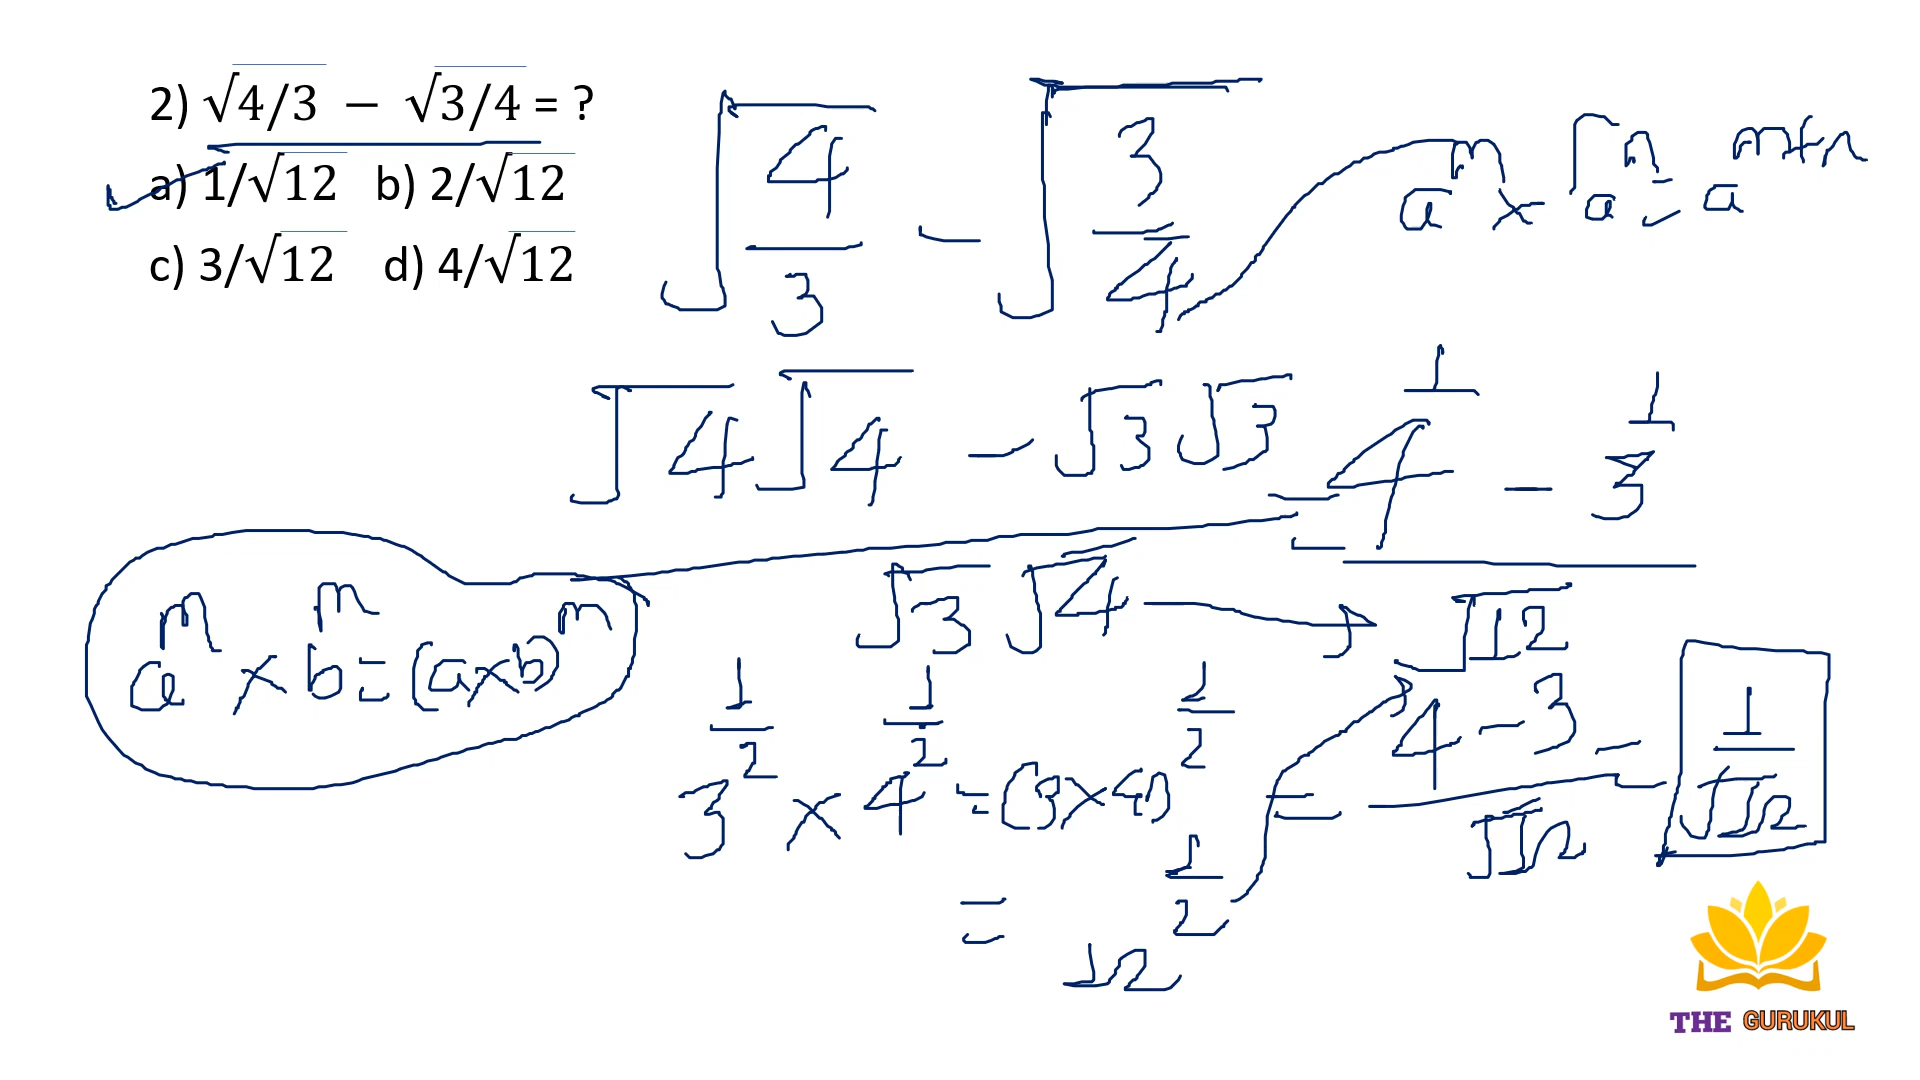 2) √4/3 − √3/4 = ?
a) 1/√12 b) 2/√12
c) 3/√12 d) 4/√12
√4/3 − √3/4
a^m × a^n = a^m+n
√4 √4 − √3 √3
√3 √4
= 4^1 − 3^1
√12
a^m × b^m = (a×b)^m
3^1/2 × 4^1/2 = (3×4)^1/2
= 12^1/2
= 4−3/√12 = 1/√12
THE GURUKUL